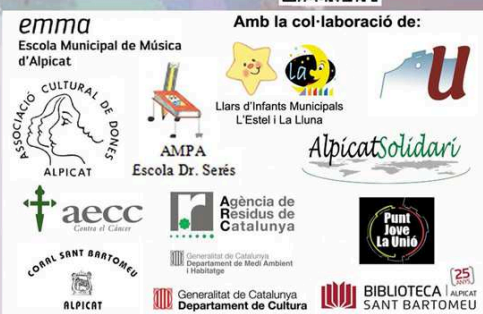 emma
Escola Municipal de Música
d'Alpicat
Amb la col·laboració de:
ASSOCIACIÓ CULTURAL DE DONES
ALPICAT
AMPA
Escola Dr. Serés
la
Llars d'Infants Municipals
L'Estel i La Lluna
u
AlpicatSolidari
aecc
Contra el Cáncer
r
Agència de
Residus de
Catalunya
Generalitat de Catalunya
Departament de Medi Ambient
i Habitatge
Punt
Jove
La Unió
CORAL SANT BARTOMEU
ALPICAT
Generalitat de Catalunya
Departament de Cultura
25
ANYS
BIBLIOTECA ALPICAT
SANT BARTOMEU